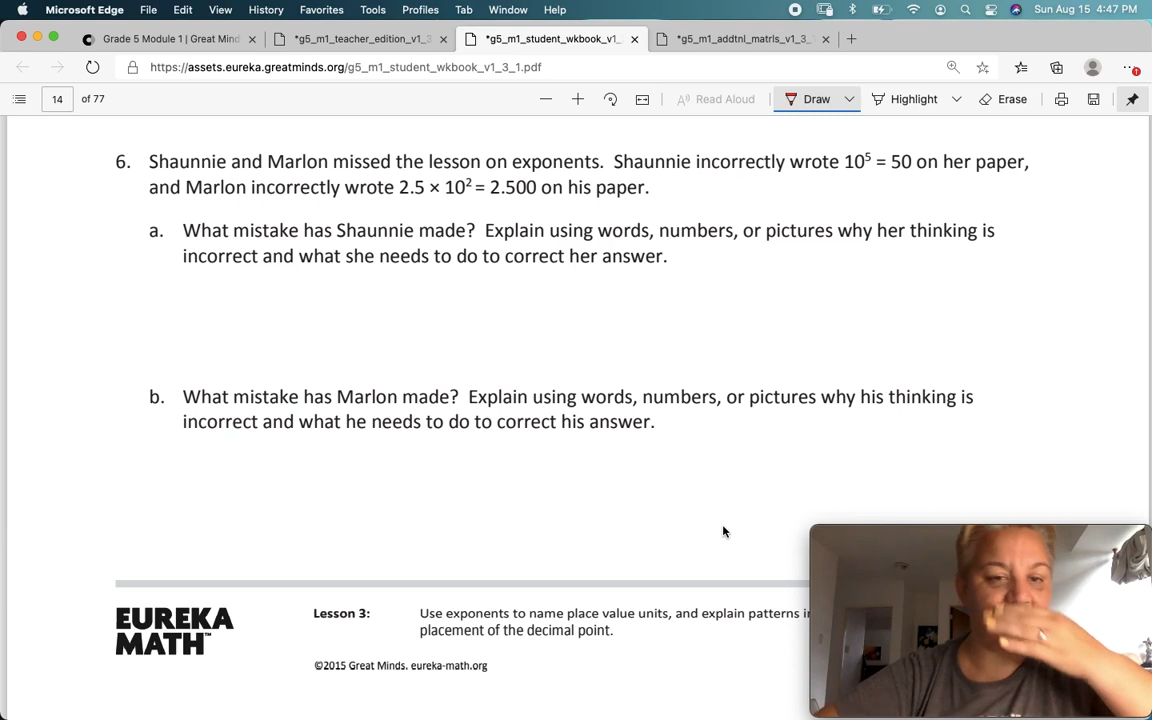 Microsoft Edge File Edit View History Favorites Tools Profiles Tab Window Help Sun Aug 15 4:47 PM
Grade 5 Module 1 | Great Mind *g5_m1_teacher_edition_v1_3 *g5_m1_student_wkbook_v1_ *g5_m1_addtnl_matrls_v1_3_
https://assets.eureka.greatminds.org/g5_m1_student_wkbook_v1_3_1.pdf
14 of 77 Read Aloud Draw Highlight Erase
6. Shaunnie and Marlon missed the lesson on exponents. Shaunnie incorrectly wrote 10⁵ = 50 on her paper,
and Marlon incorrectly wrote 2.5 × 10² = 2.500 on his paper.
a. What mistake has Shaunnie made? Explain using words, numbers, or pictures why her thinking is
incorrect and what she needs to do to correct her answer.
b. What mistake has Marlon made? Explain using words, numbers, or pictures why his thinking is
incorrect and what he needs to do to correct his answer.
EUREKA
MATH™
Lesson 3: Use exponents to name place value units, and explain patterns in
placement of the decimal point.
©2015 Great Minds. eureka-math.org